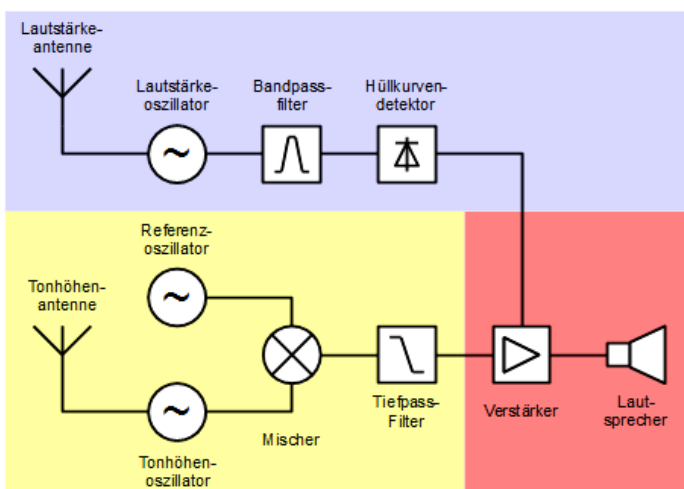 Lautstärke-
antenne
Lautstärke-
oszillator
Bandpass-
filter
Hüllkurven-
detektor
Referenz-
oszillator
Tonhöhen-
antenne
Mischer
Tiefpass-
Filter
Verstärker
Laut-
sprecher
Tonhöhen-
oszillator